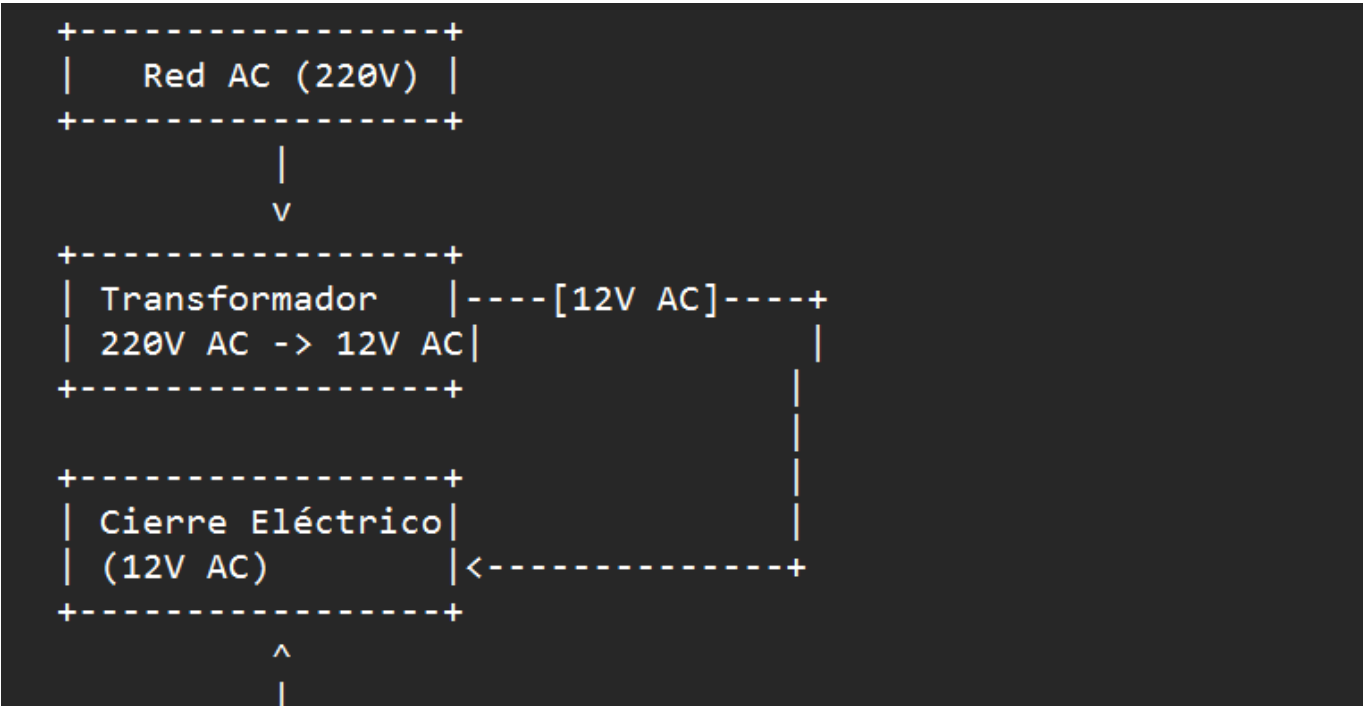 +-----------------+
|   Red AC (220V) |
+-----------------+
          |
          v
+-----------------+
| Transformador   |----[12V AC]----+
| 220V AC -> 12V AC|               |
+-----------------+               |
                                  |
+-----------------+               |
| Cierre Eléctrico|               |
| (12V AC)        |<--------------+
+-----------------+
          ^
          |